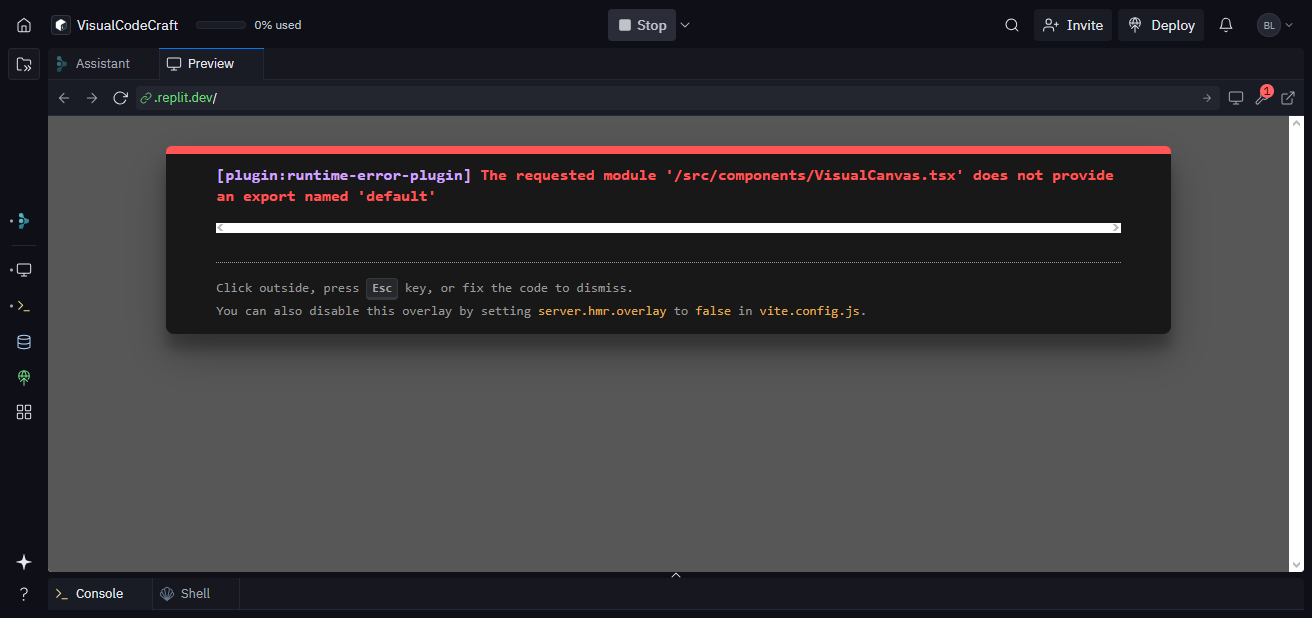 VisualCodeCraft
0% used
Stop
Invite
Deploy
BL
Assistant
Preview
.replit.dev/
1
[plugin:runtime-error-plugin] The requested module '/src/components/VisualCanvas.tsx' does not provide
an export named 'default'
Click outside, press Esc key, or fix the code to dismiss.
You can also disable this overlay by setting server.hmr.overlay to false in vite.config.js.
Console
Shell